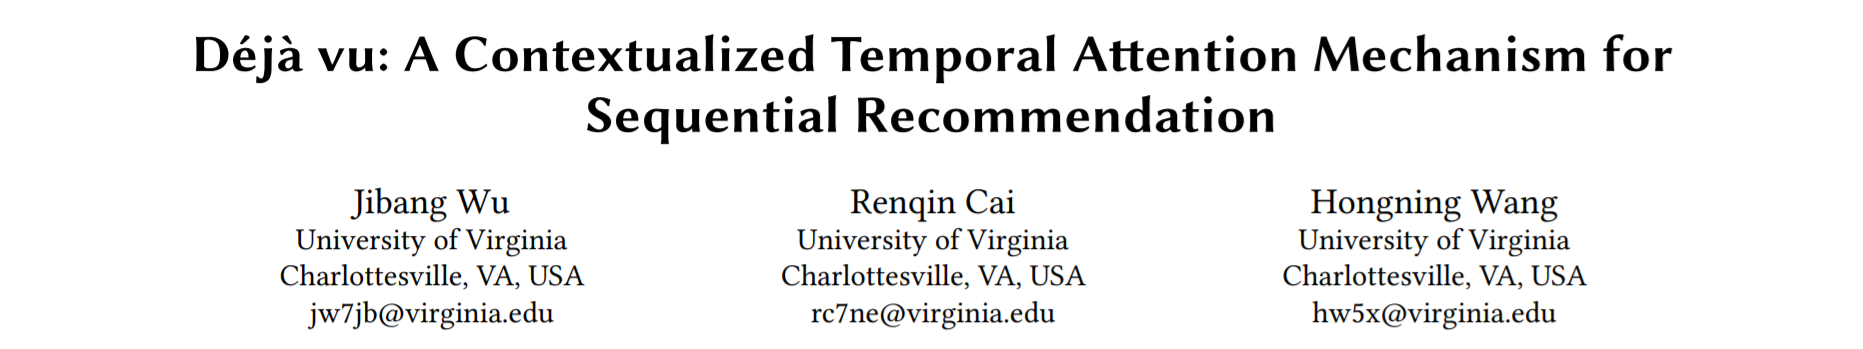 Déjà vu: A Contextualized Temporal Attention Mechanism for
Sequential Recommendation
Jibang Wu
University of Virginia
Charlottesville, VA, USA
jw7jb@virginia.edu
Renqin Cai
University of Virginia
Charlottesville, VA, USA
rc7ne@virginia.edu
Hongning Wang
University of Virginia
Charlottesville, VA, USA
hw5x@virginia.edu